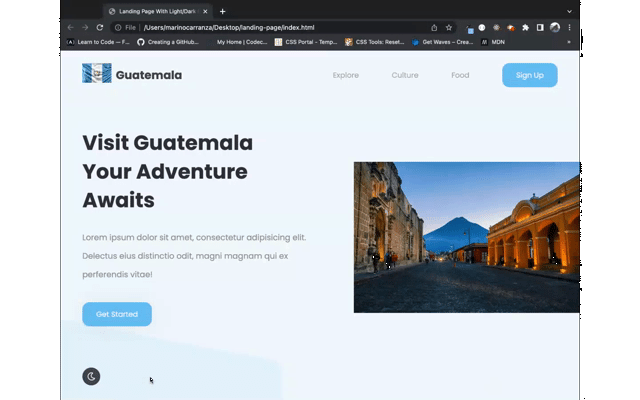 Landing Page With Light/Dark
File | /Users/marinocarranza/Desktop/landing-page/index.html
Learn to Code — F... Creating a GitHub... My Home | Codec... CSS Portal - Temp... CSS Tools: Reset... Get Waves – Crea... MDN
Guatemala
Explore Culture Food Sign Up
Visit Guatemala
Your Adventure
Awaits
Lorem ipsum dolor sit amet, consectetur adipisicing elit.
Delectus eius distinctio odit, magni magnam qui ex
perferendis vitae!
Get Started